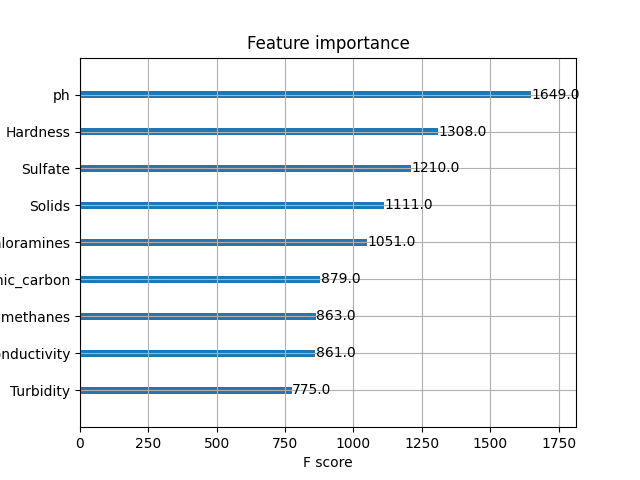 Feature importance
ph 1649.0
Hardness 1308.0
Sulfate 1210.0
Solids 1111.0
loramines 1051.0
nic_carbon 879.0
methanes 863.0
onductivity 861.0
Turbidity 775.0
0 250 500 750 1000 1250 1500 1750
F score